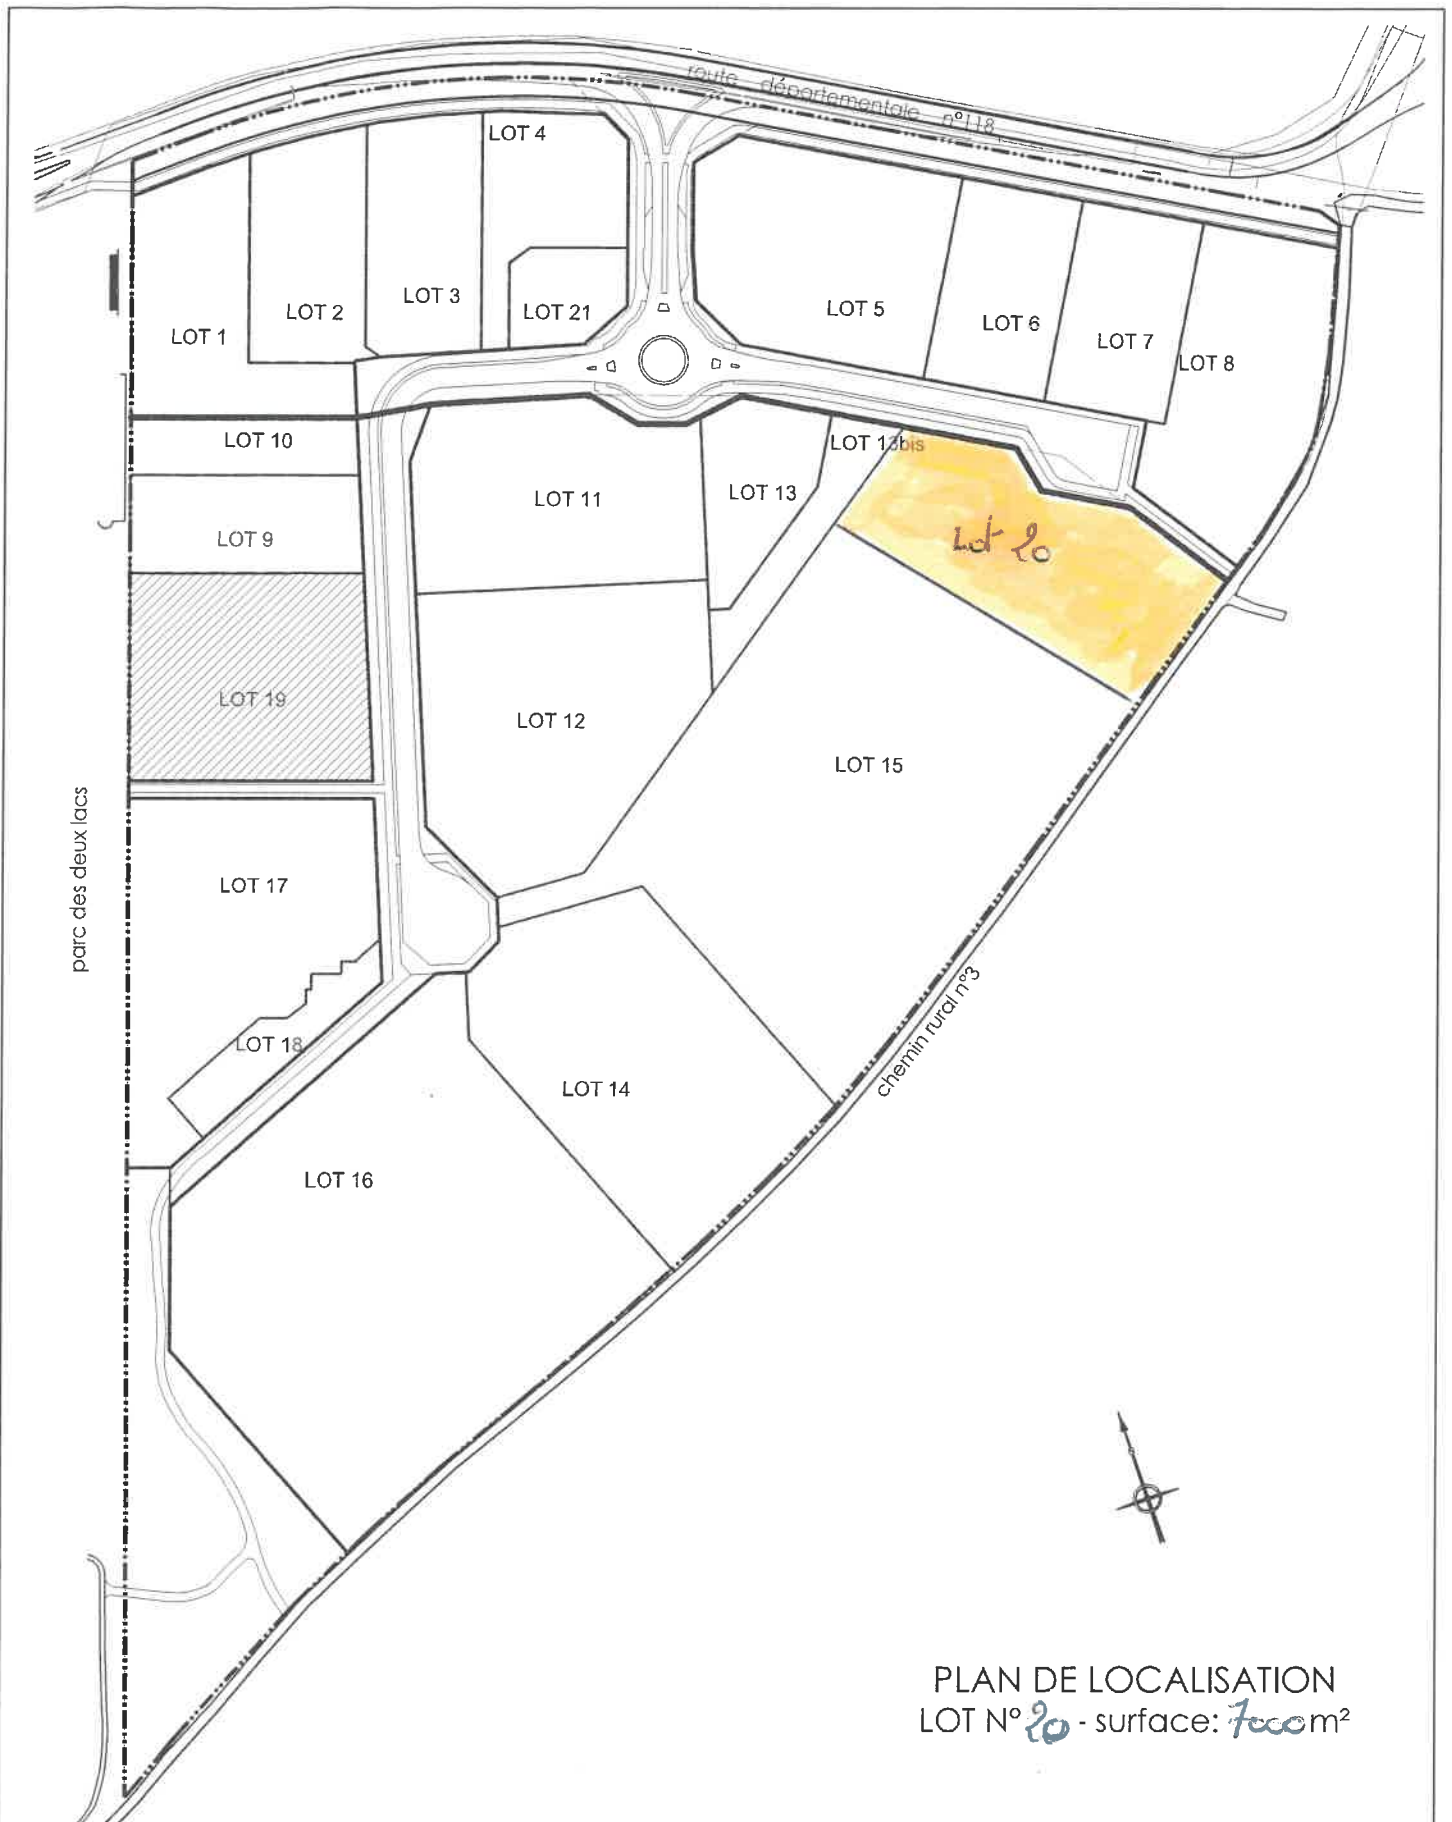 route départementale n°118
LOT 4
LOT 3
LOT 2
LOT 21
LOT 1
LOT 5
LOT 6
LOT 7
LOT 8
LOT 10
LOT 13bis
LOT 11
LOT 13
LOT 9
Lot 20
LOT 19
LOT 12
LOT 15
parc des deux lacs
LOT 17
LOT 18
chemin rural n°3
LOT 14
LOT 16
PLAN DE LOCALISATION
LOT N° 20 - surface: 7000 m²